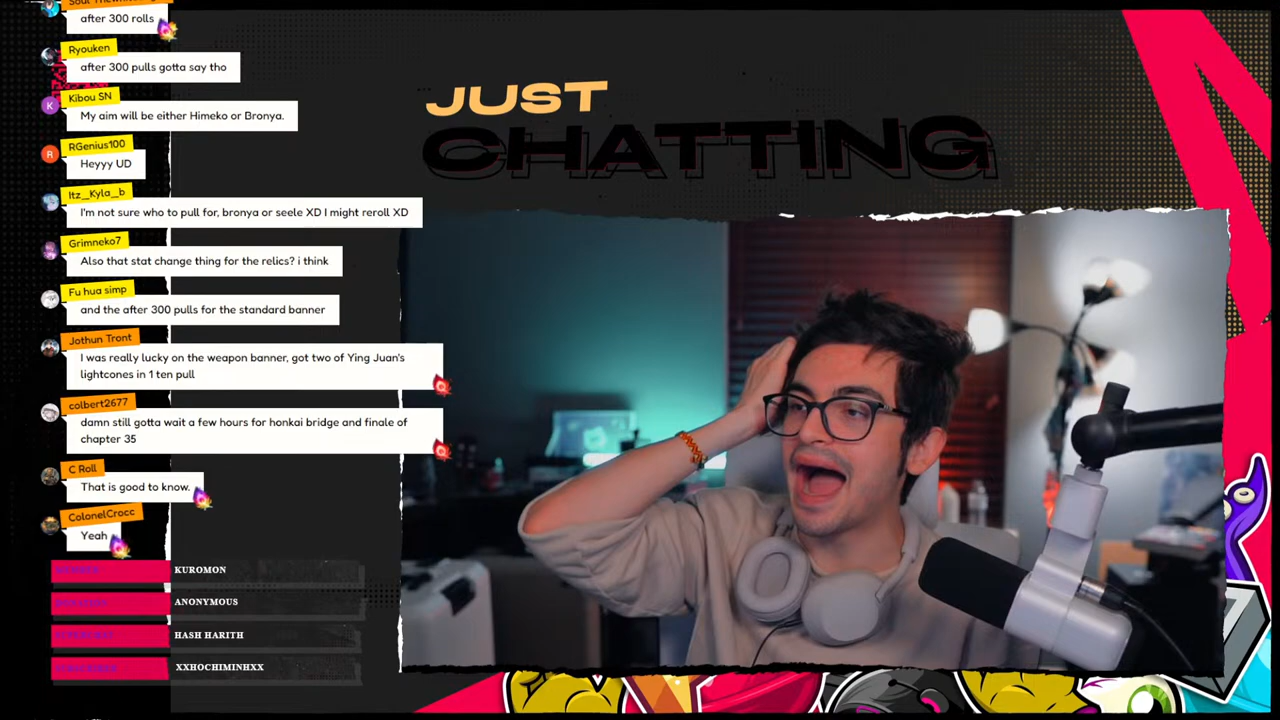 after 300 rolls
Ryouken
after 300 pulls gotta say tho
Kibou SN
K
My aim will be either Himeko or Bronya.
RGenius100
R
Heyyy UD
Itz_Kyla_b
I'm not sure who to pull for, bronya or seele XD I might reroll XD
Grimneko7
Also that stat change thing for the relics? i think
Fu hua simp
and the after 300 pulls for the standard banner
Jothun Tront
I was really lucky on the weapon banner, got two of Ying Juan's
lightcones in 1 ten pull
colbert2677
damn still gotta wait a few hours for honkai bridge and finale of
chapter 35
C Roll
That is good to know.
ColonelCrocc
Yeah
KUROMON
ANONYMOUS
HASH HARITH
XXHOCHIMINHXX
JUST
CHATTING